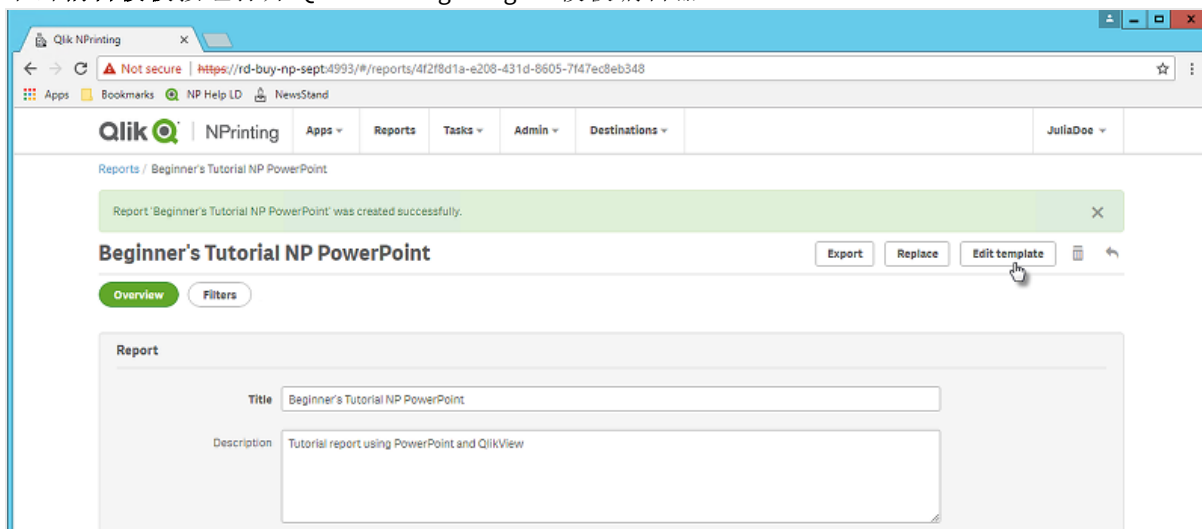 Qlik NPrinting
Not secure | https://rd-buy-np-sept:4993/#/reports/4f2f8d1a-e208-431d-8605-7f47ec8eb348
Apps Bookmarks NP Help LD NewsStand
Qlik NPrinting Apps Reports Tasks Admin Destinations JuliaDoe
Reports / Beginner's Tutorial NP PowerPoint
Report 'Beginner's Tutorial NP PowerPoint' was created successfully.
Beginner's Tutorial NP PowerPoint Export Replace Edit template
Overview Filters
Report
Title Beginner's Tutorial NP PowerPoint
Description Tutorial report using PowerPoint and QlikView